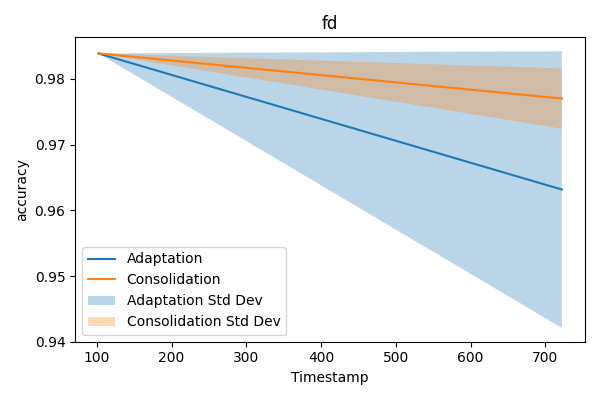 fd
accuracy
0.98
0.97
0.96
0.95
0.94
Adaptation
Consolidation
Adaptation Std Dev
Consolidation Std Dev
100 200 300 400 500 600 700
Timestamp